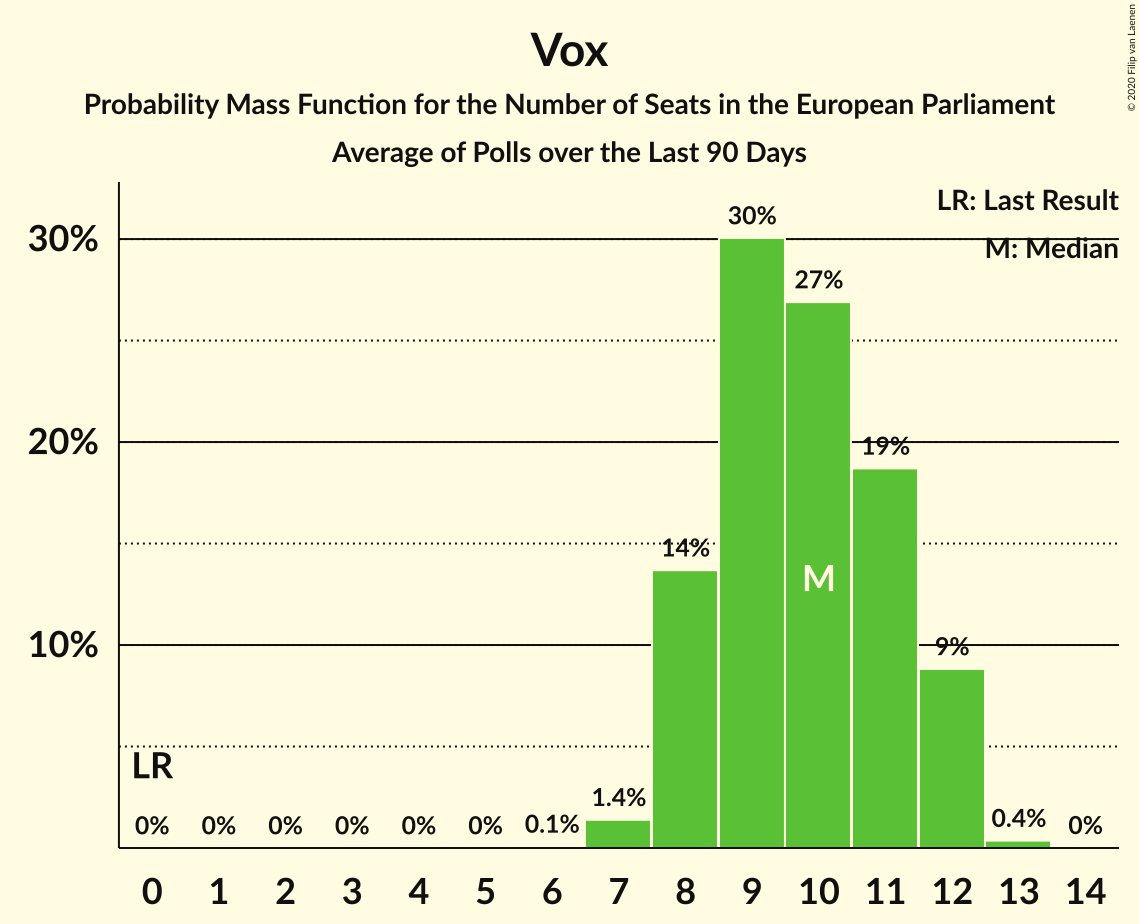 © 2020 Filip van Laenen
Vox
Probability Mass Function for the Number of Seats in the European Parliament
Average of Polls over the Last 90 Days
LR: Last Result
M: Median
30%
20%
10%
30%
27%
19%
14%
M
9%
LR
0% 0% 0% 0% 0% 0% 0.1% 1.4% 0.4% 0%
0 1 2 3 4 5 6 7 8 9 10 11 12 13 14